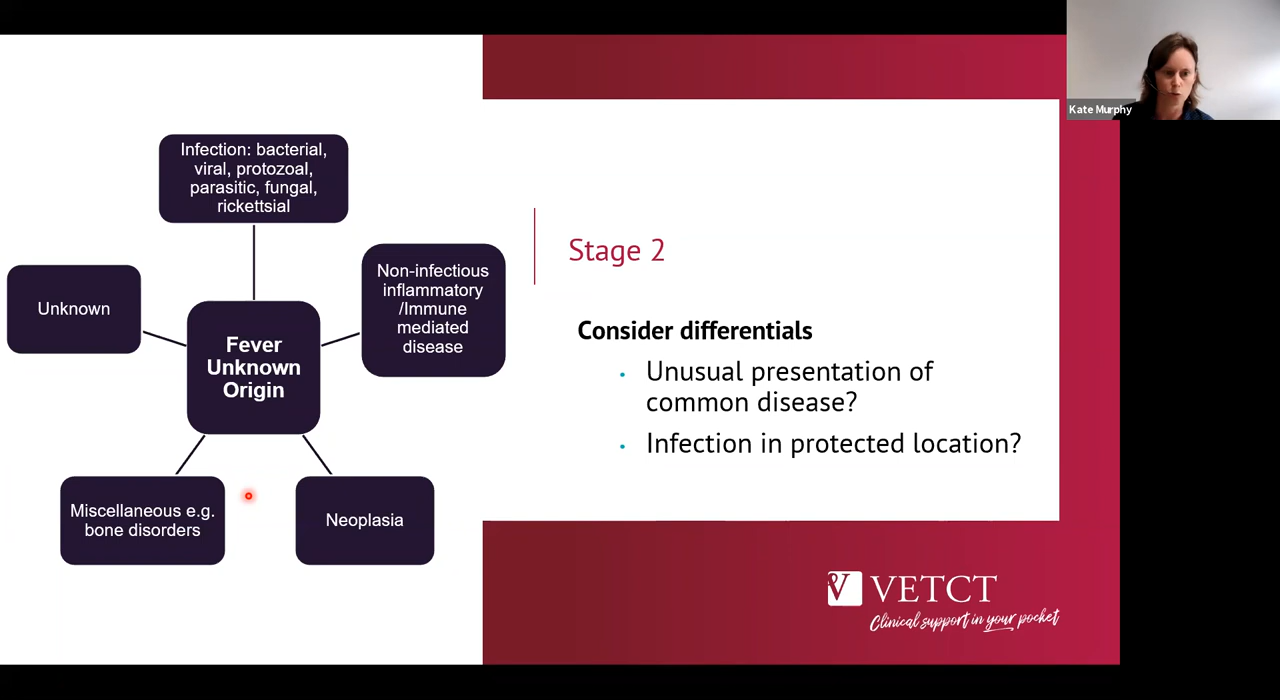 Kate Murphy
Infection: bacterial,
viral, protozoal,
parasitic, fungal,
rickettsial
Non-infectious
inflammatory
/Immune
mediated
disease
Unknown
Fever
Unknown
Origin
Miscellaneous e.g.
bone disorders
Neoplasia
Stage 2
Consider differentials
• Unusual presentation of
common disease?
• Infection in protected location?
V VETCT
Clinical support in your pocket